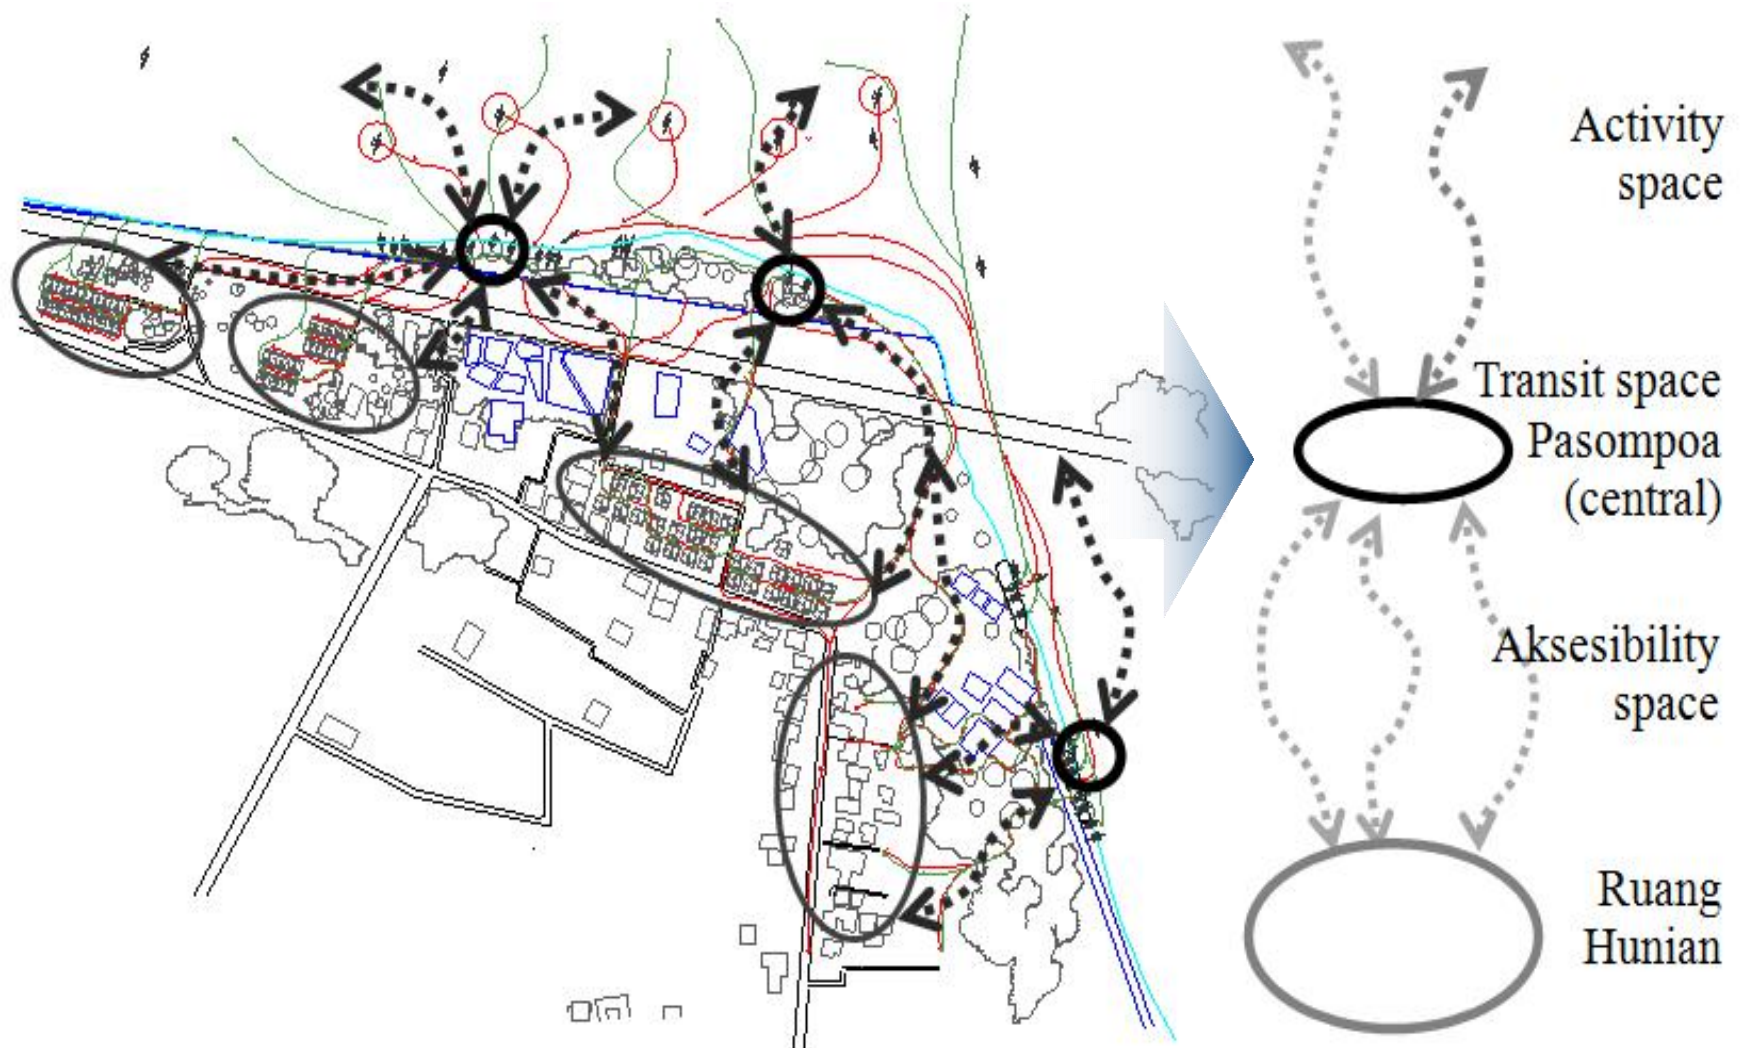 Activity
space
Transit space
Pasompoa
(central)
Aksesibility
space
Ruang
Hunian